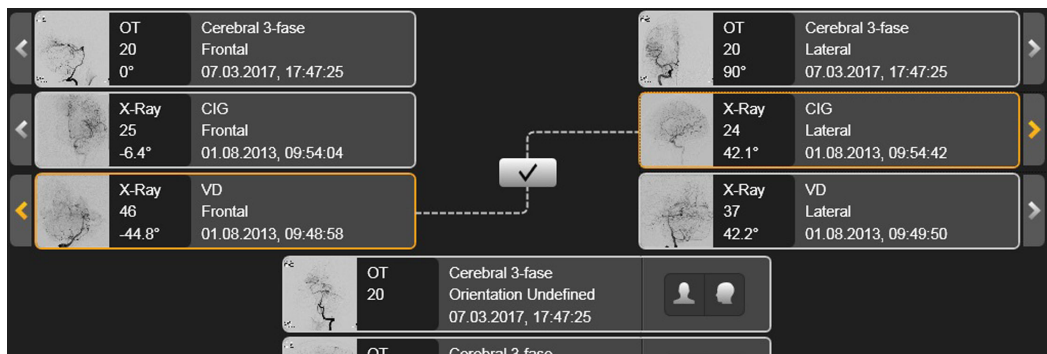 OT Cerebral 3-fase
20 Frontal
0° 07.03.2017, 17:47:25
OT Cerebral 3-fase
20 Lateral
90° 07.03.2017, 17:47:25
X-Ray CIG
25 Frontal
-6.4° 01.08.2013, 09:54:04
X-Ray CIG
24 Lateral
42.1° 01.08.2013, 09:54:42
X-Ray VD
46 Frontal
-44.8° 01.08.2013, 09:48:58
X-Ray VD
37 Lateral
42.2° 01.08.2013, 09:49:50
OT Cerebral 3-fase
20 Orientation Undefined
07.03.2017, 17:47:25
OT Cerebral 3-fase